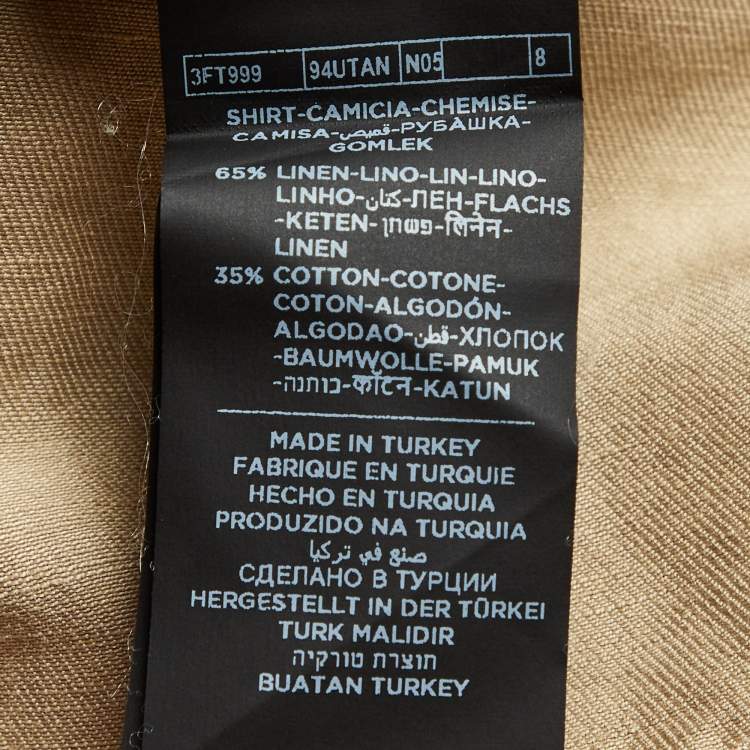 3FT999 94UTAN N05 8
SHIRT-CAMICIA-CHEMISE-
CAMISA-قميص-РУБАШКА-
GOMLEK
65% LINEN-LINO-LIN-LINO-
LINHO-كتان-ЛЕН-FLACHS
-KETEN-פשתן-लिनेन-
LINEN
35% COTTON-COTONE-
COTON-ALGODÓN-
ALGODAO-قطن-ХЛОПОК
-BAUMWOLLE-PAMUK
-כותנה-कॉटन-KATUN
MADE IN TURKEY
FABRIQUE EN TURQUIE
HECHO EN TURQUIA
PRODUZIDO NA TURQUIA
صنع في تركيا
СДЕЛАНО В ТУРЦИИ
HERGESTELLT IN DER TÜRKEI
TURK MALIDIR
תוצרת טורקיה
BUATAN TURKEY